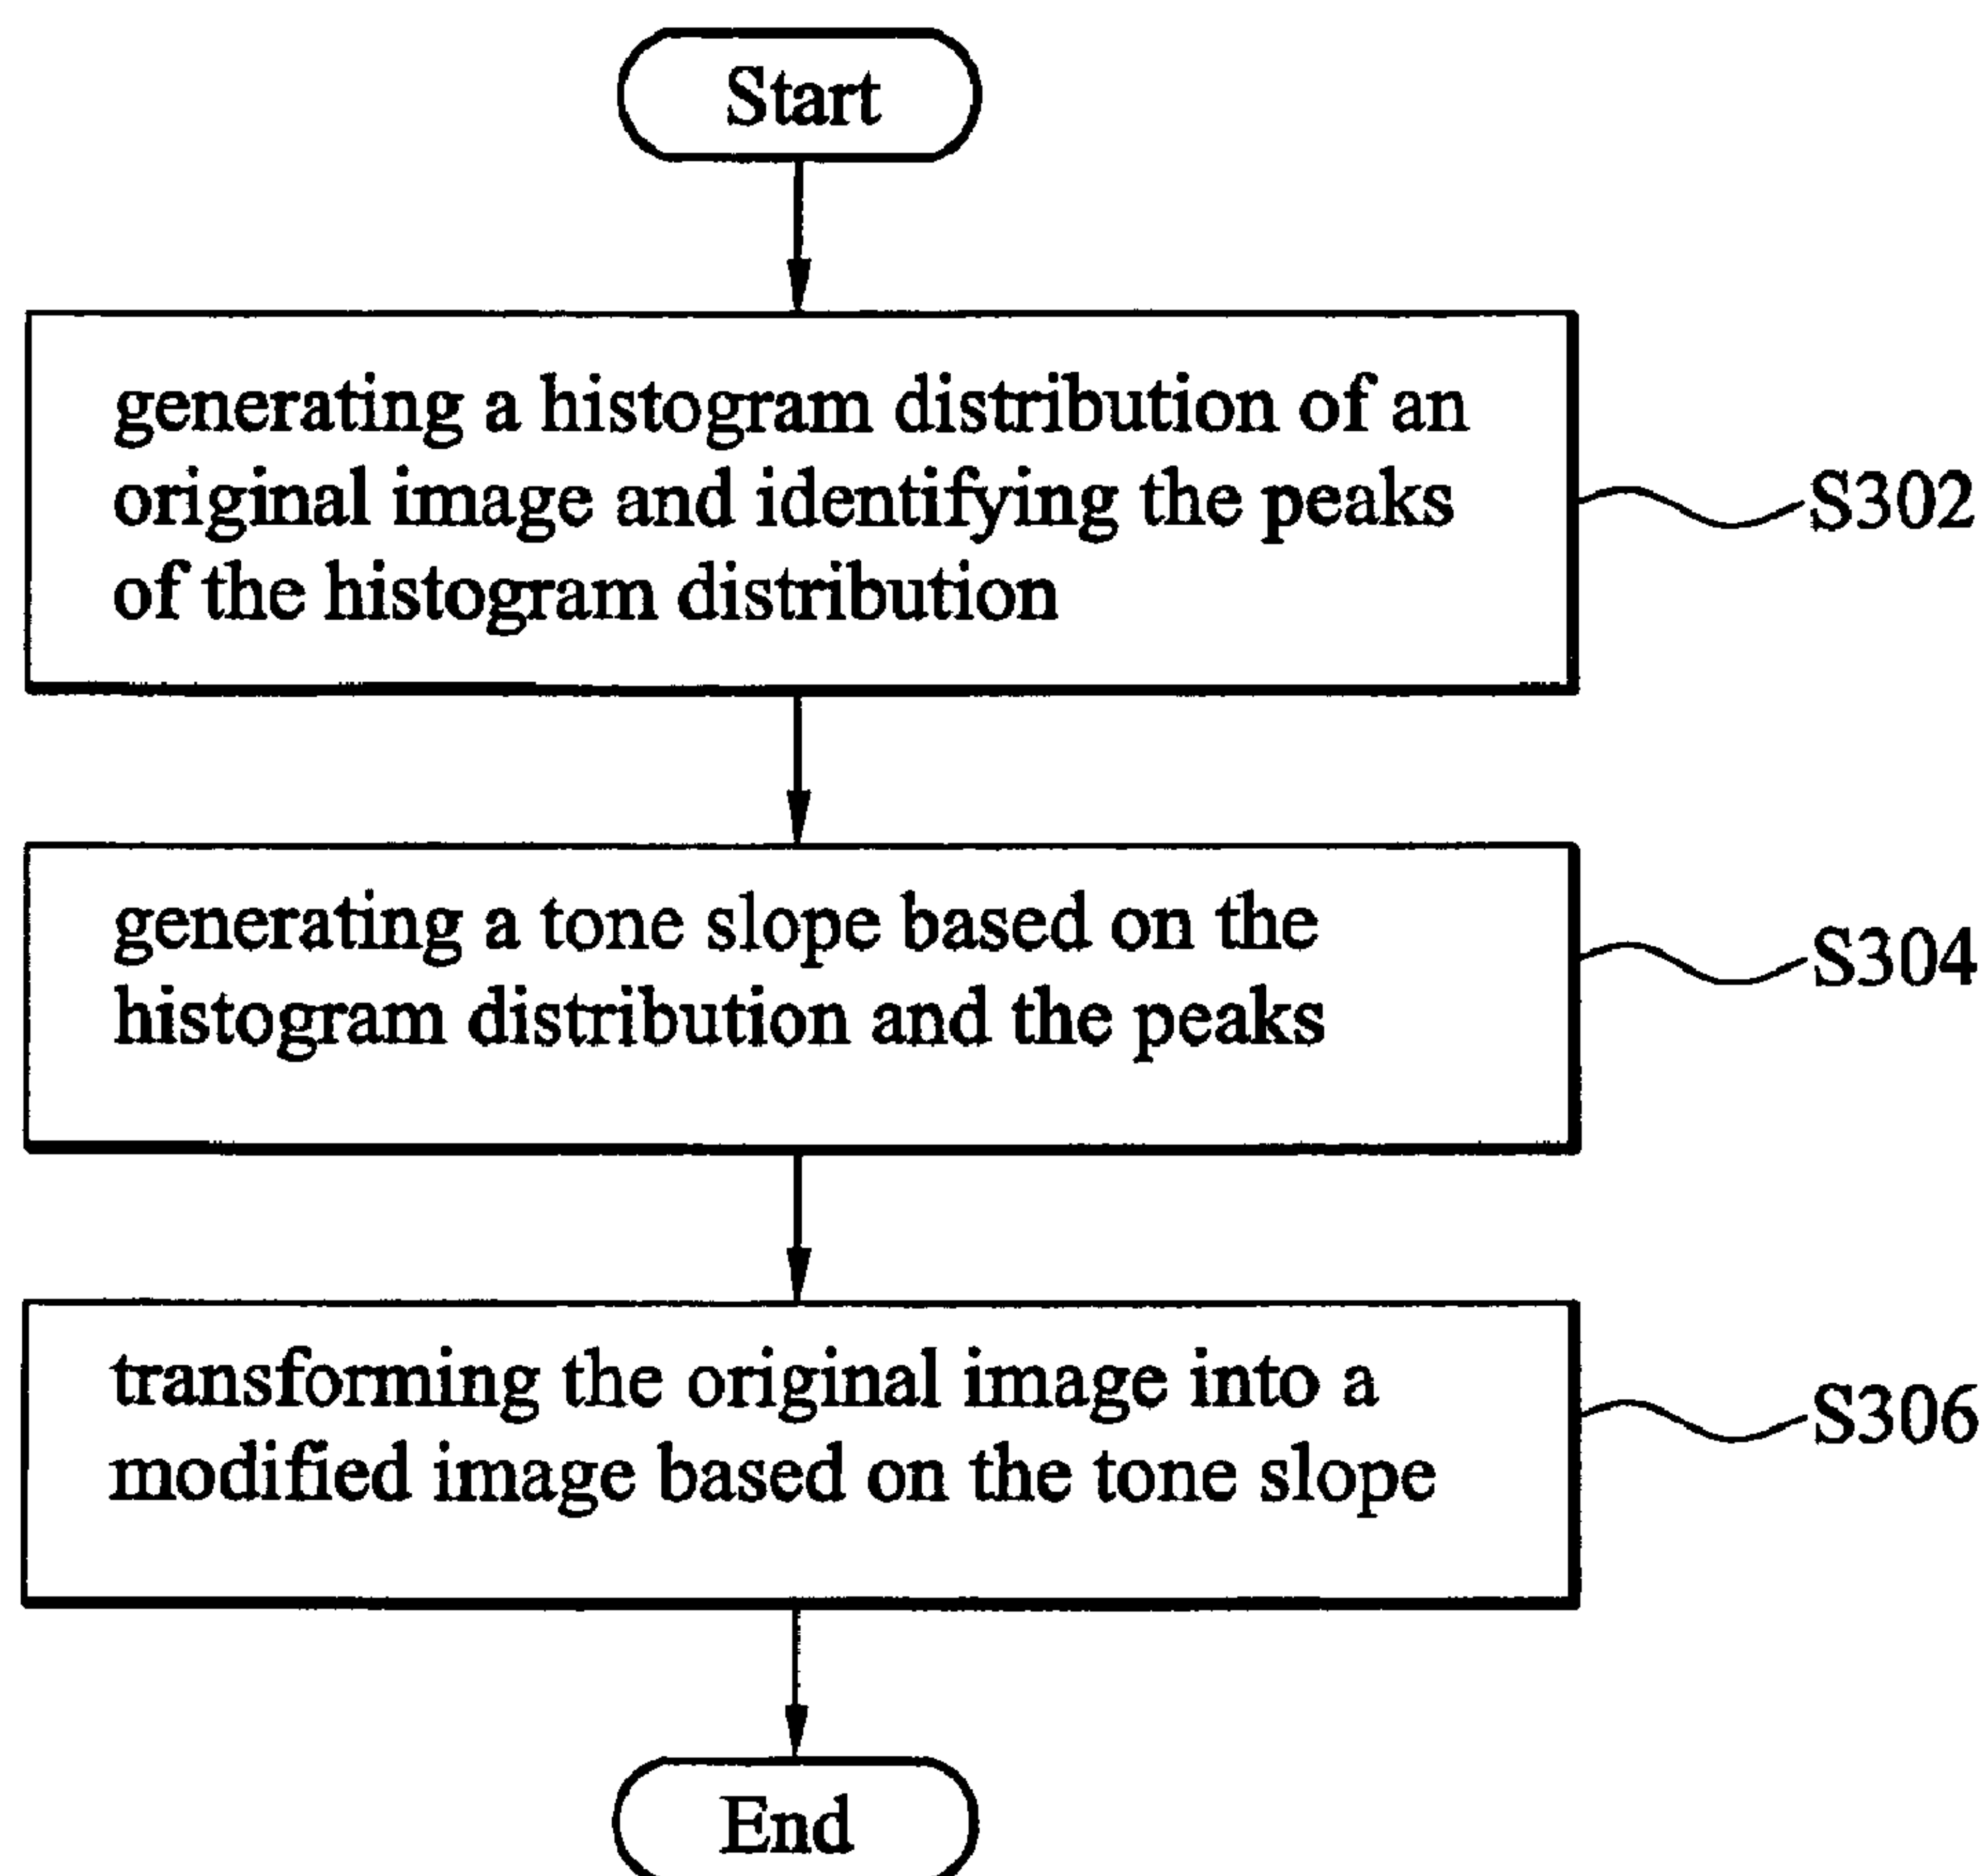 Start
generating a histogram distribution of an
original image and identifying the peaks
of the histogram distribution
S302
generating a tone slope based on the
histogram distribution and the peaks
S304
transforming the original image into a
modified image based on the tone slope
S306
End